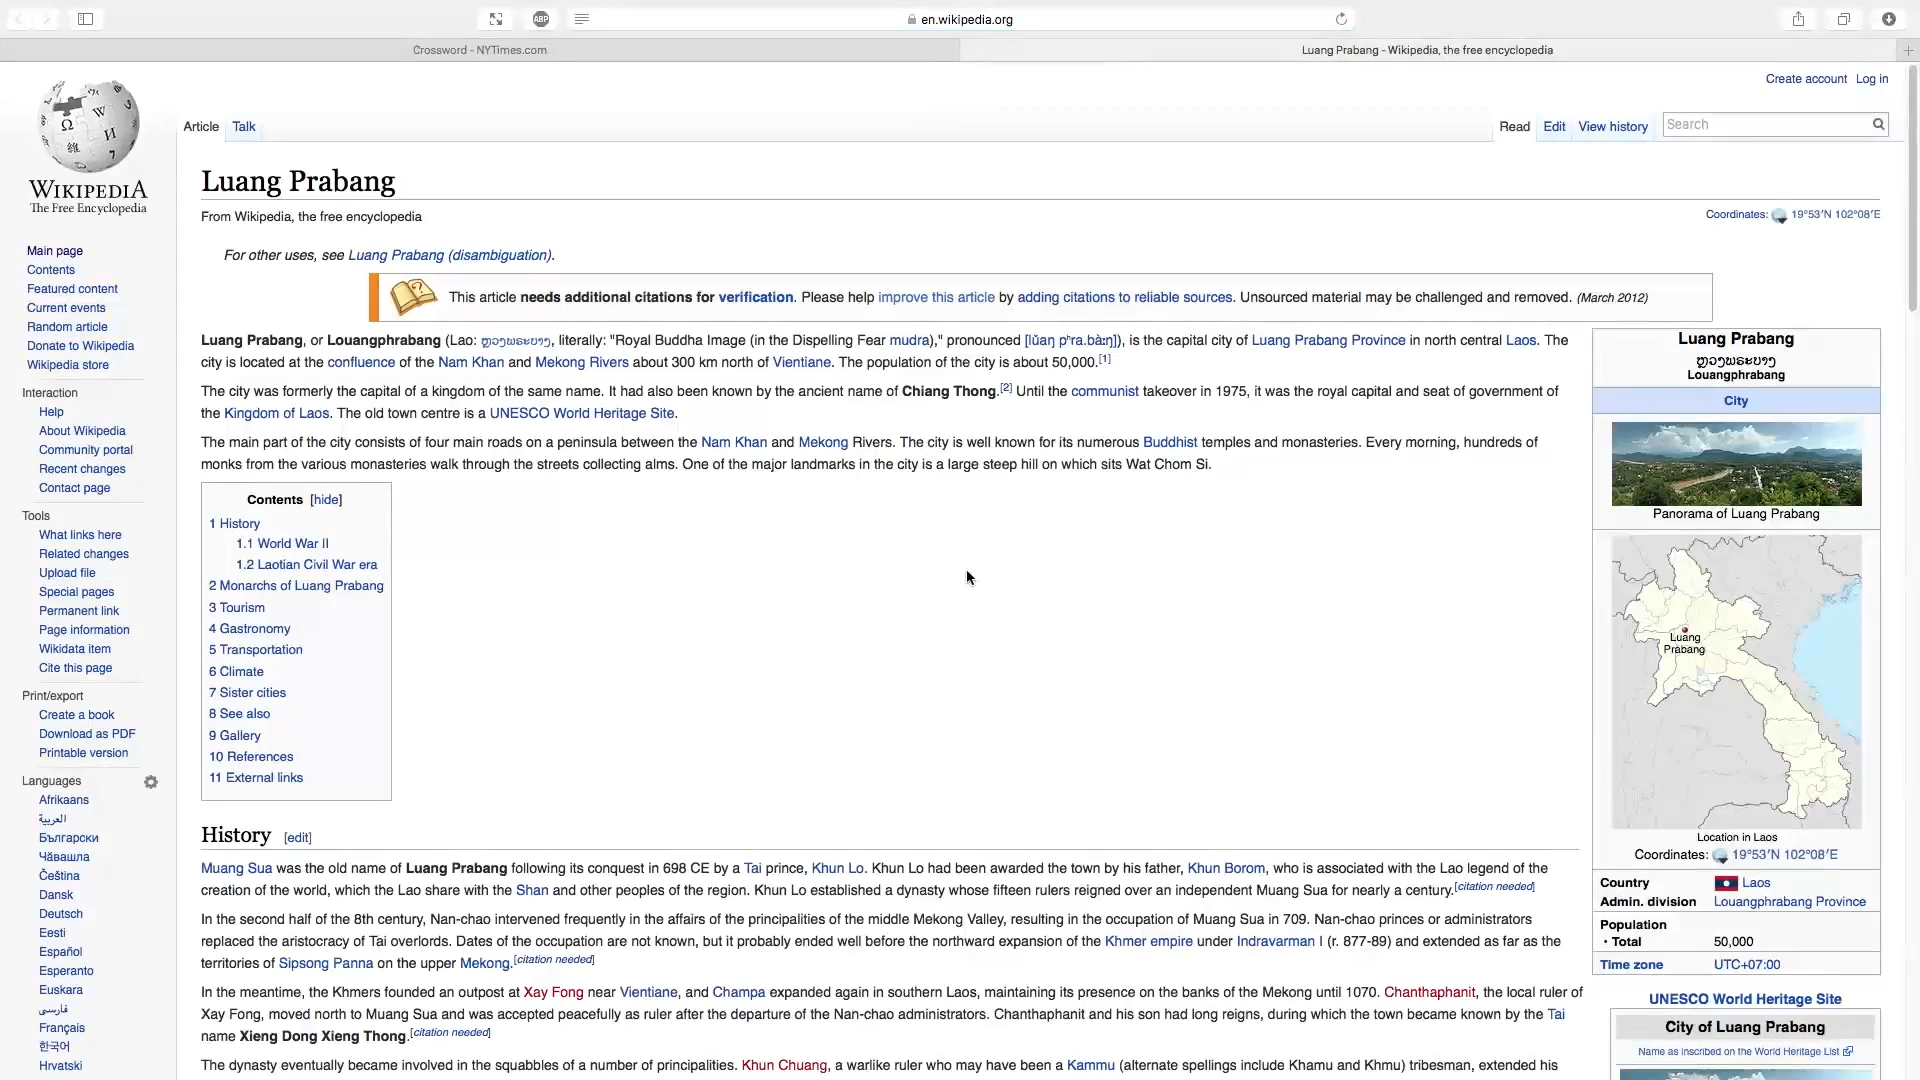 en.wikipedia.org
Crossword - NYTimes.com
Luang Prabang - Wikipedia, the free encyclopedia
Create account Log in
Article Talk
Read Edit View history Search
WIKIPEDIA
The Free Encyclopedia
Main page
Contents
Featured content
Current events
Random article
Donate to Wikipedia
Wikipedia store
Interaction
Help
About Wikipedia
Community portal
Recent changes
Contact page
Tools
What links here
Related changes
Upload file
Special pages
Permanent link
Page information
Wikidata item
Cite this page
Print/export
Create a book
Download as PDF
Printable version
Languages
Afrikaans
العربية
Български
Чӑвашла
Čeština
Dansk
Deutsch
Eesti
Español
Esperanto
Euskara
فارسی
Français
한국어
Hrvatski
Luang Prabang
From Wikipedia, the free encyclopedia
Coordinates: 19°53′N 102°08′E
For other uses, see Luang Prabang (disambiguation).
This article needs additional citations for verification. Please help improve this article by adding citations to reliable sources. Unsourced material may be challenged and removed. (March 2012)
Luang Prabang, or Louangphrabang (Lao: ຫຼວງພຣະບາງ, literally: "Royal Buddha Image (in the Dispelling Fear mudra)," pronounced [lǔaŋ pʰra.bàːŋ]), is the capital city of Luang Prabang Province in north central Laos. The
city is located at the confluence of the Nam Khan and Mekong Rivers about 300 km north of Vientiane. The population of the city is about 50,000.[1]
The city was formerly the capital of a kingdom of the same name. It had also been known by the ancient name of Chiang Thong.[2] Until the communist takeover in 1975, it was the royal capital and seat of government of
the Kingdom of Laos. The old town centre is a UNESCO World Heritage Site.
The main part of the city consists of four main roads on a peninsula between the Nam Khan and Mekong Rivers. The city is well known for its numerous Buddhist temples and monasteries. Every morning, hundreds of
monks from the various monasteries walk through the streets collecting alms. One of the major landmarks in the city is a large steep hill on which sits Wat Chom Si.
Contents [hide]
1 History
1.1 World War II
1.2 Laotian Civil War era
2 Monarchs of Luang Prabang
3 Tourism
4 Gastronomy
5 Transportation
6 Climate
7 Sister cities
8 See also
9 Gallery
10 References
11 External links
History [edit]
Muang Sua was the old name of Luang Prabang following its conquest in 698 CE by a Tai prince, Khun Lo. Khun Lo had been awarded the town by his father, Khun Borom, who is associated with the Lao legend of the
creation of the world, which the Lao share with the Shan and other peoples of the region. Khun Lo established a dynasty whose fifteen rulers reigned over an independent Muang Sua for nearly a century.[citation needed]
In the second half of the 8th century, Nan-chao intervened frequently in the affairs of the principalities of the middle Mekong Valley, resulting in the occupation of Muang Sua in 709. Nan-chao princes or administrators
replaced the aristocracy of Tai overlords. Dates of the occupation are not known, but it probably ended well before the northward expansion of the Khmer empire under Indravarman I (r. 877-89) and extended as far as the
territories of Sipsong Panna on the upper Mekong.[citation needed]
In the meantime, the Khmers founded an outpost at Xay Fong near Vientiane, and Champa expanded again in southern Laos, maintaining its presence on the banks of the Mekong until 1070. Chanthaphanit, the local ruler of
Xay Fong, moved north to Muang Sua and was accepted peacefully as ruler after the departure of the Nan-chao administrators. Chanthaphanit and his son had long reigns, during which the town became known by the Tai
name Xieng Dong Xieng Thong.[citation needed]
The dynasty eventually became involved in the squabbles of a number of principalities. Khun Chuang, a warlike ruler who may have been a Kammu (alternate spellings include Khamu and Khmu) tribesman, extended his
Luang Prabang
ຫຼວງພຣະບາງ
Louangphrabang
City
Panorama of Luang Prabang
Luang
Prabang
Location in Laos
Coordinates: 19°53′N 102°08′E
Country Laos
Admin. division Louangphrabang Province
Population
• Total 50,000
Time zone UTC+07:00
UNESCO World Heritage Site
City of Luang Prabang
Name as inscribed on the World Heritage List